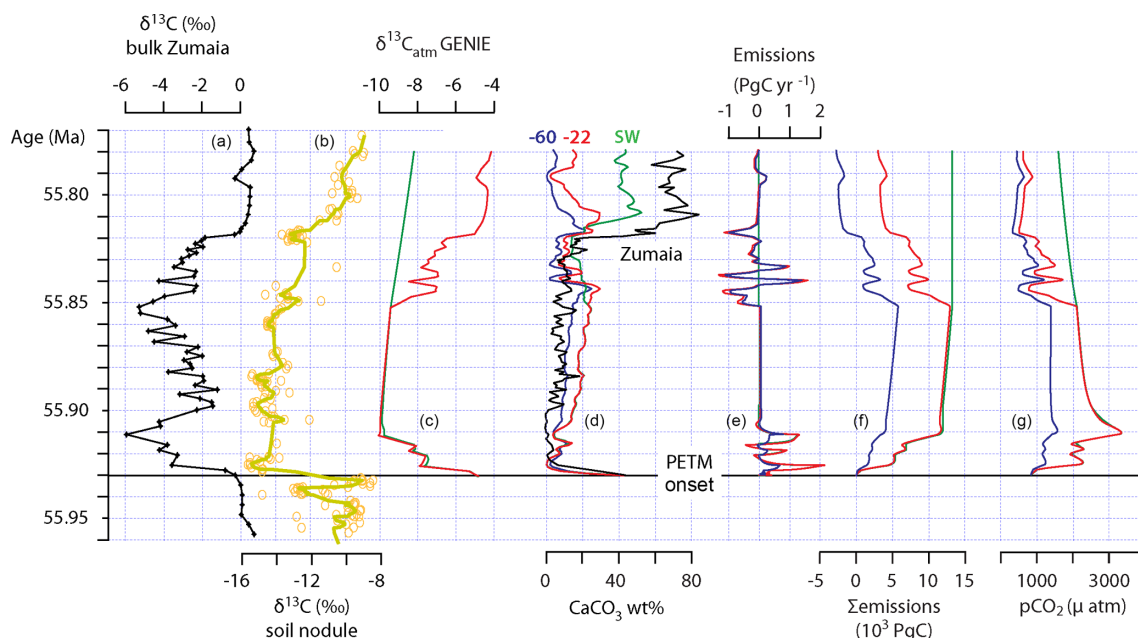 δ¹³C (‰)
bulk Zumaia
-6 -4 -2 0
δ¹³Catm GENIE
-10 -8 -6 -4
Emissions
(PgC yr ⁻¹)
-1 0 1 2
Age (Ma)
(a)
(b)
-60 -22 SW
55.80
55.85
55.90
55.95
Zumaia
(c)
(d)
(e)
(f)
(g)
PETM
onset
-16 -12 -8
δ¹³C (‰)
soil nodule
0 40 80
CaCO₃ wt%
-5 0 5 10 15
Σemissions
(10³ PgC)
1000 3000
pCO₂ (μ atm)